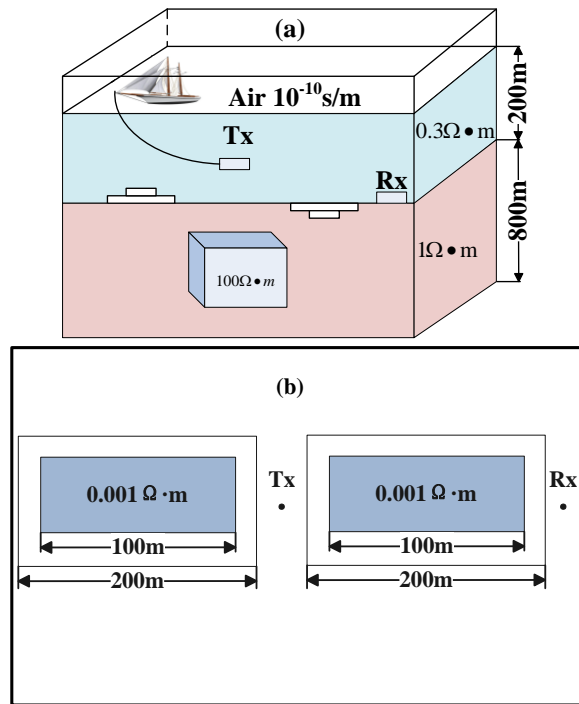 (a)
Air 10⁻¹⁰s/m
200m
0.3Ω•m
Tx
Rx
800m
1Ω•m
100Ω•m
(b)
Tx
Rx
0.001 Ω·m
0.001 Ω·m
100m
100m
200m
200m